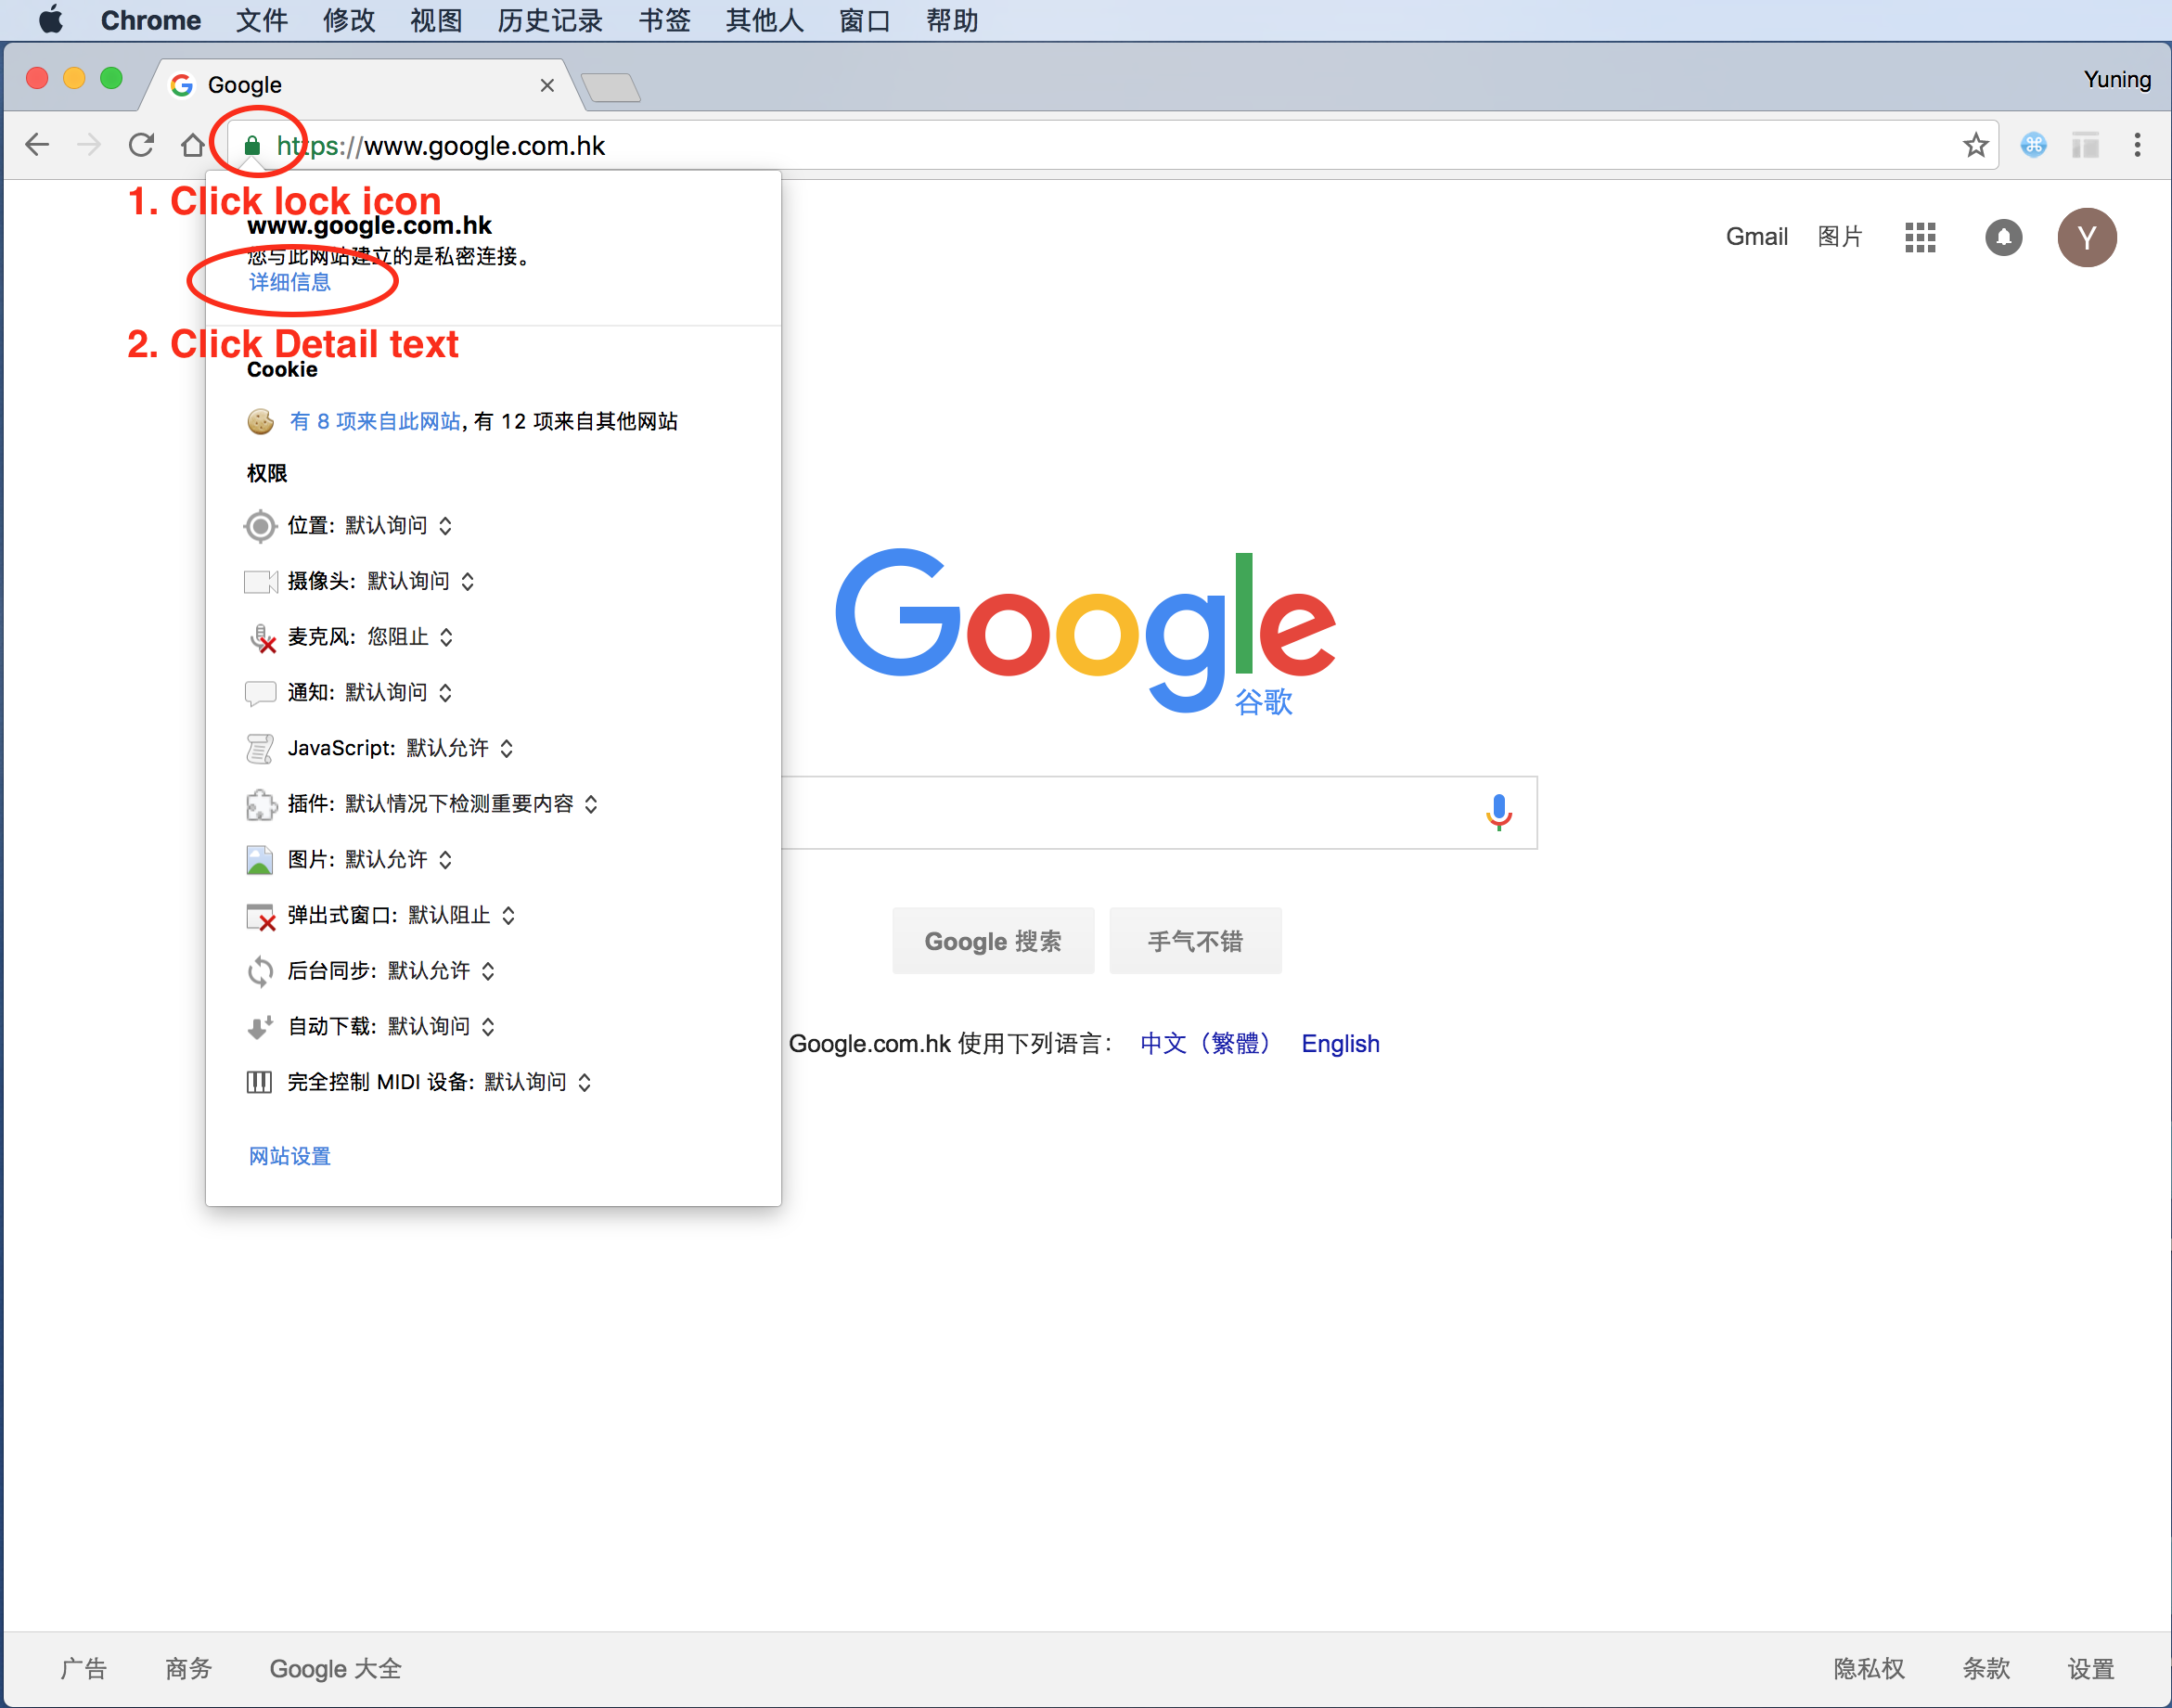 Chrome 文件 修改 视图 历史记录 书签 其他人 窗口 帮助
Google
Yuning
https://www.google.com.hk
1. Click lock icon
www.google.com.hk
您与此网站建立的是私密连接。
详细信息
2. Click Detail text
Cookie
有 8 项来自此网站, 有 12 项来自其他网站
权限
位置: 默认询问
摄像头: 默认询问
麦克风: 您阻止
通知: 默认询问
JavaScript: 默认允许
插件: 默认情况下检测重要内容
图片: 默认允许
弹出式窗口: 默认阻止
后台同步: 默认允许
自动下载: 默认询问
完全控制 MIDI 设备: 默认询问
网站设置
Gmail 图片
Y
Google
谷歌
Google 搜索 手气不错
Google.com.hk 使用下列语言： 中文（繁體） English
广告 商务 Google 大全 隐私权 条款 设置